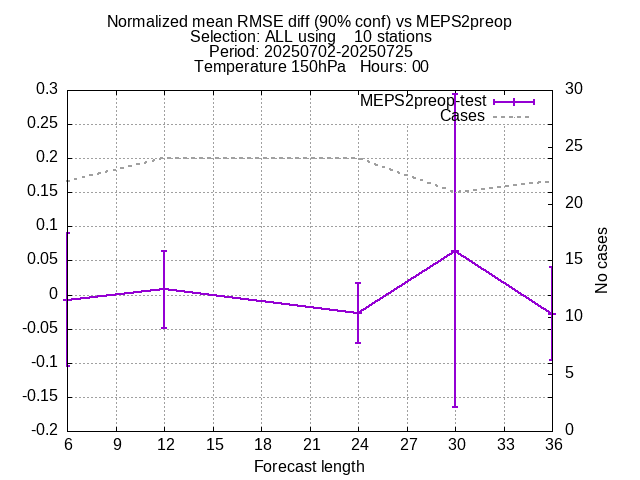 Normalized mean RMSE diff (90% conf) vs MEPS2preop
Selection: ALL using    10 stations
Period: 20250702-20250725
Temperature 150hPa   Hours: 00
MEPS2preop-test
Cases
0.3
0.25
0.2
0.15
0.1
0.05
0
-0.05
-0.1
-0.15
-0.2
30
25
20
15
10
5
0
No cases
6 9 12 15 18 21 24 27 30 33 36
Forecast length